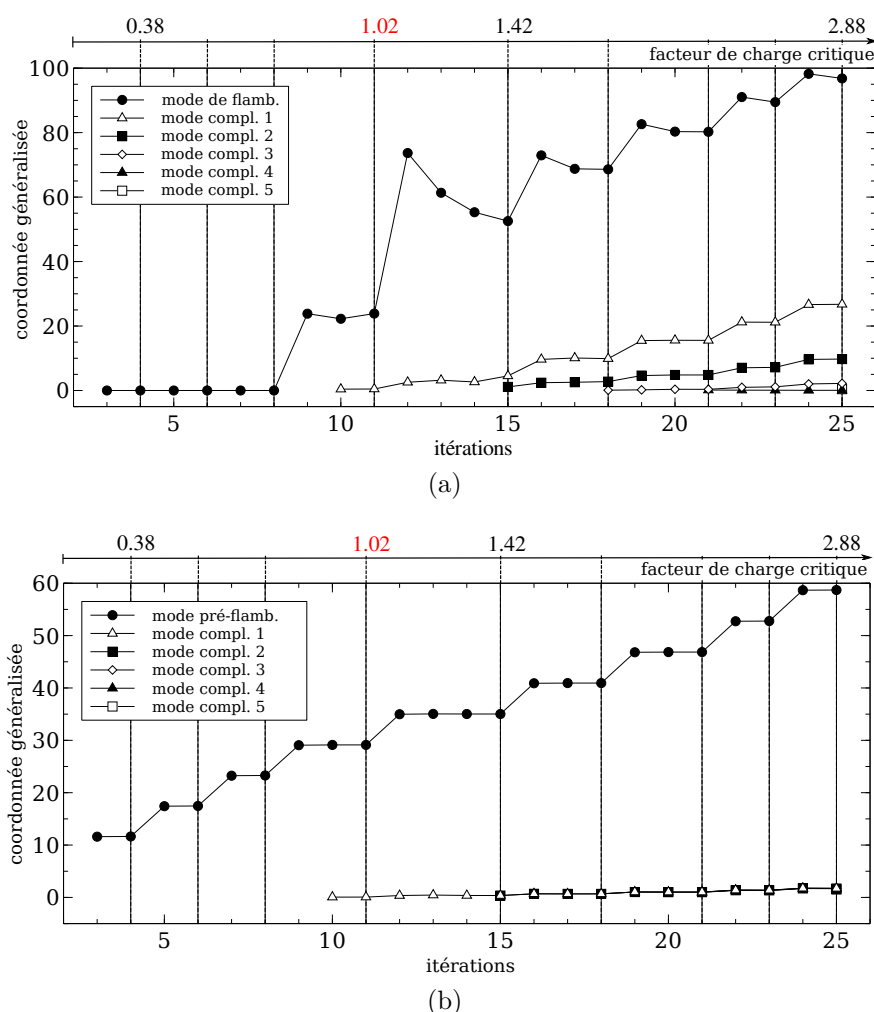 0.38 1.02 1.42 2.88
facteur de charge critique
100
80
60
40
20
0
coordonnée généralisée
mode de flamb.
mode compl. 1
mode compl. 2
mode compl. 3
mode compl. 4
mode compl. 5
5 10 15 20 25
itérations
(a)
0.38 1.02 1.42 2.88
facteur de charge critique
60
50
40
30
20
10
0
coordonnée généralisée
mode pré-flamb.
mode compl. 1
mode compl. 2
mode compl. 3
mode compl. 4
mode compl. 5
5 10 15 20 25
itérations
(b)